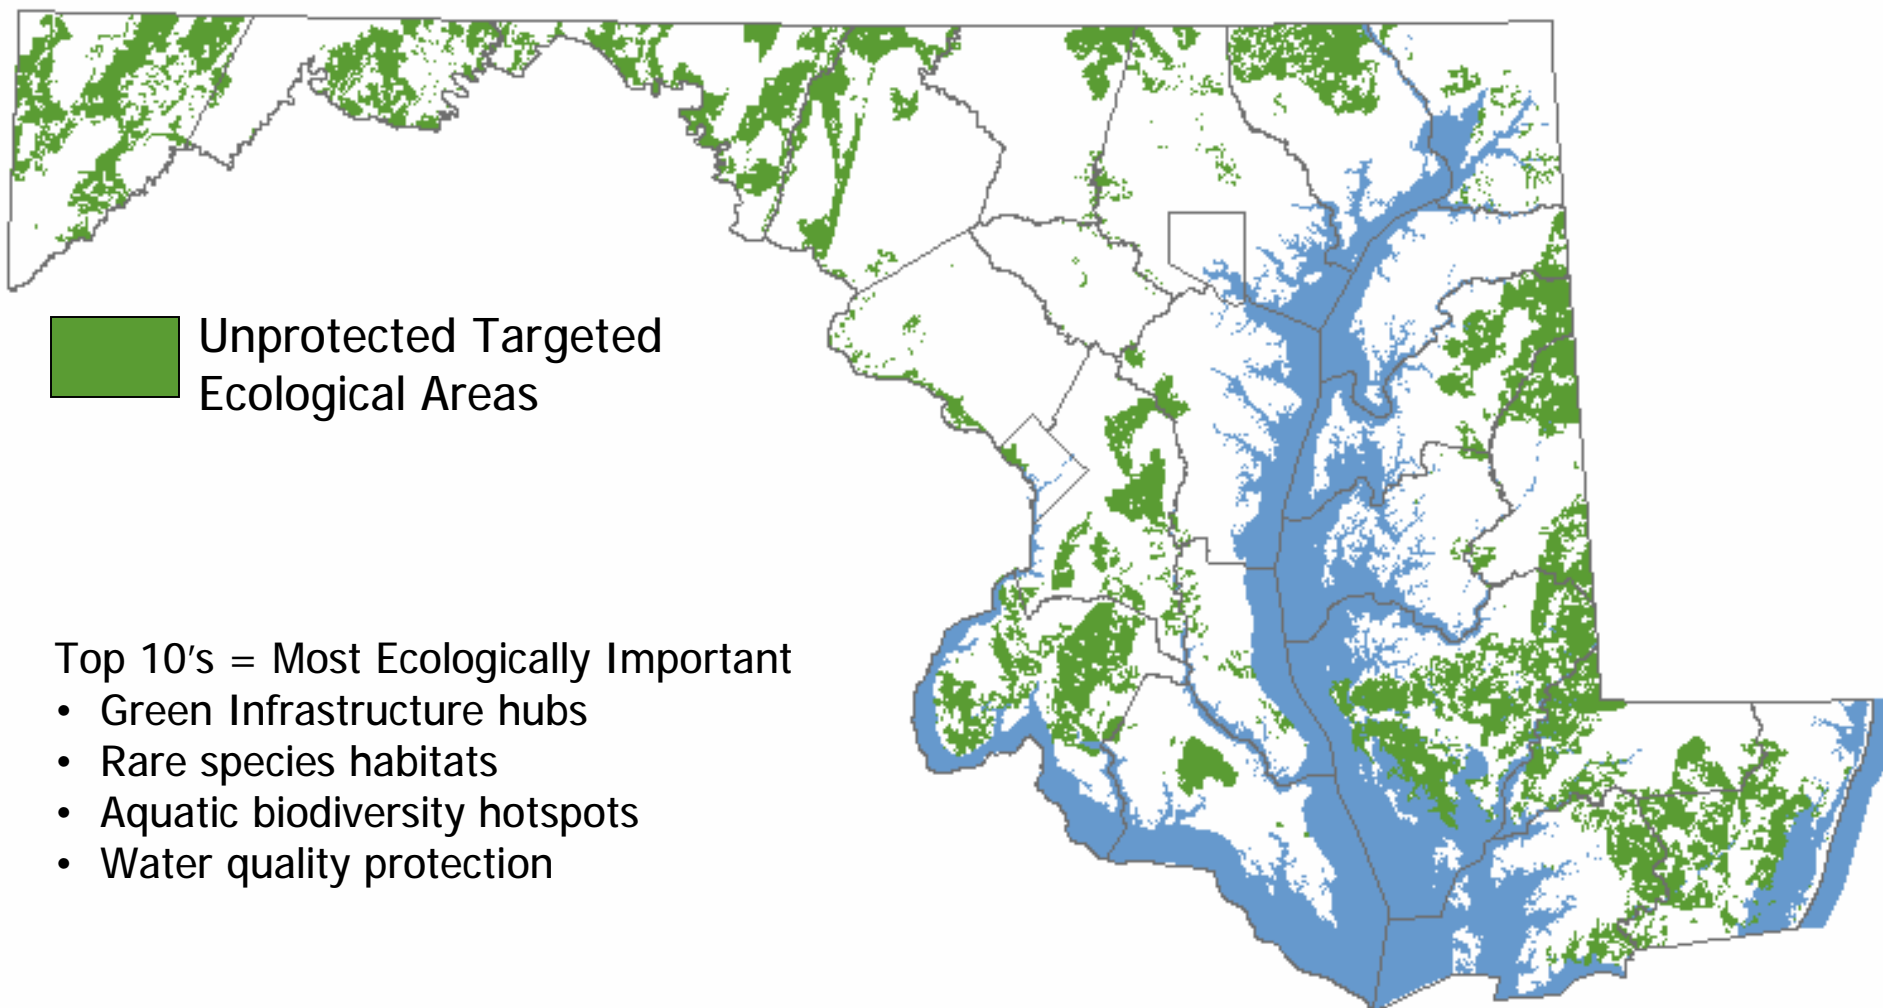 Unprotected Targeted
Ecological Areas
Top 10's = Most Ecologically Important
• Green Infrastructure hubs
• Rare species habitats
• Aquatic biodiversity hotspots
• Water quality protection